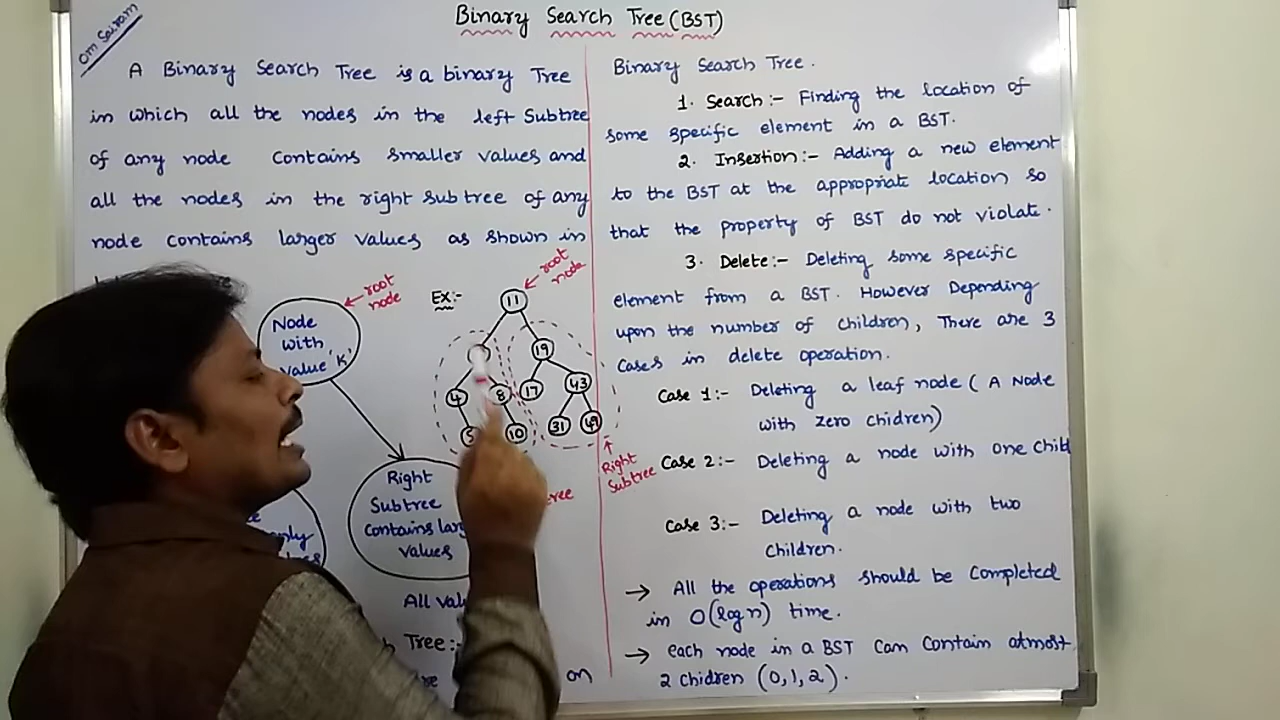 Om Sairam
Binary Search Tree (BST)
A Binary Search Tree is a binary Tree
in which all the nodes in the left Subtree
of any node Contains smaller values and
all the nodes in the right subtree of any
node contains larger values as shown in
root node
Node
with
value 'K'
Right
Subtree
Contains
values
only
All
Tree:-
on
Ex:-
root
node
11
19
4
8
17
43
5
10
31
49
Right
Subtree
Binary Search Tree.
1. Search:- Finding the location of
some specific element in a BST.
2. Insertion:- Adding a new element
to the BST at the appropriate location so
that the property of BST do not violate.
3. Delete:- Deleting some specific
element from a BST. However Depending
upon the number of children, There are 3
Cases in delete operation.
Case 1:- Deleting a leaf node (A Node
with zero chidren)
Case 2:- Deleting a node with one Child
Case 3:- Deleting a node with two
Children.
→ All the operations should be Completed
in O(log n) time.
→ each node in a BST Can Contain atmost
2 chidren (0,1,2).